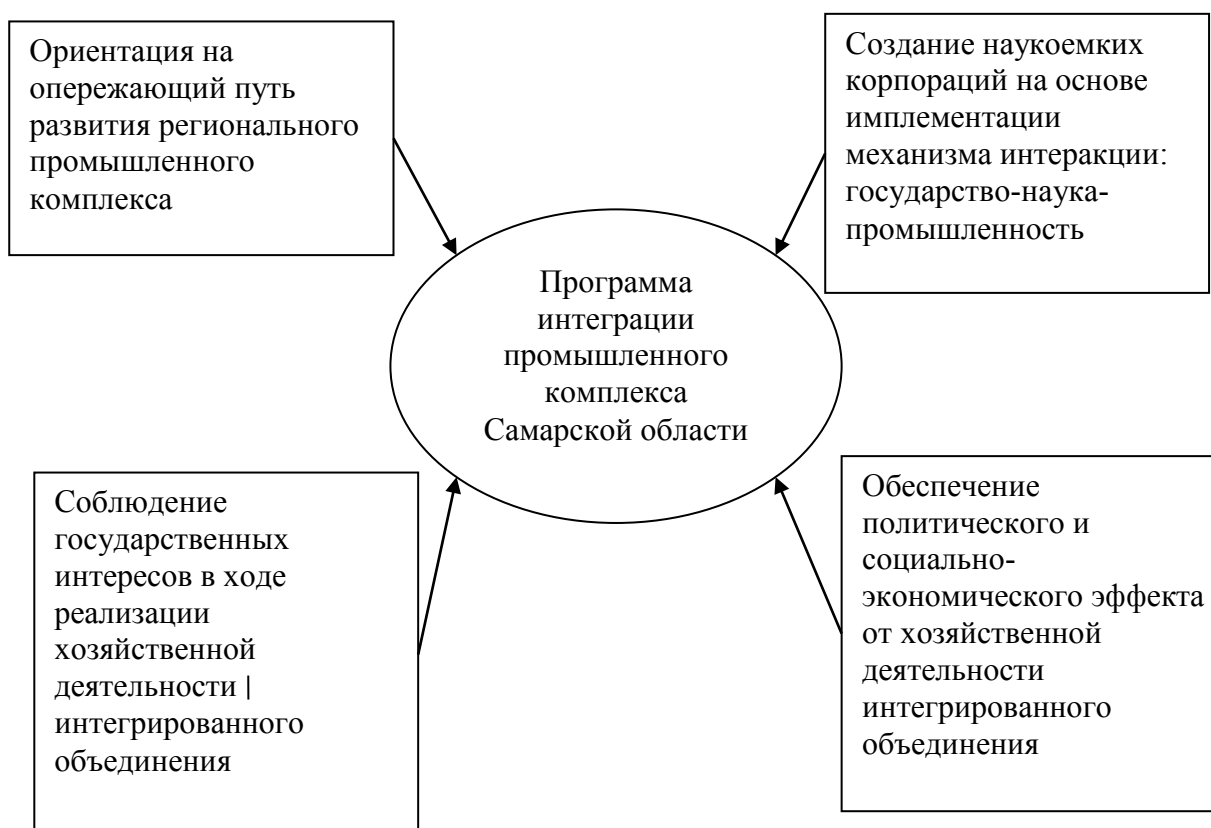 Ориентация на
опережающий путь
развития регионального
промышленного
комплекса
Создание наукоемких
корпораций на основе
имплементации
механизма интеракции:
государство-наука-
промышленность
Программа
интеграции
промышленного
комплекса
Самарской области
Соблюдение
государственных
интересов в ходе
реализации
хозяйственной
деятельности |
интегрированного
объединения
Обеспечение
политического и
социально-
экономического эффекта
от хозяйственной
деятельности
интегрированного
объединения